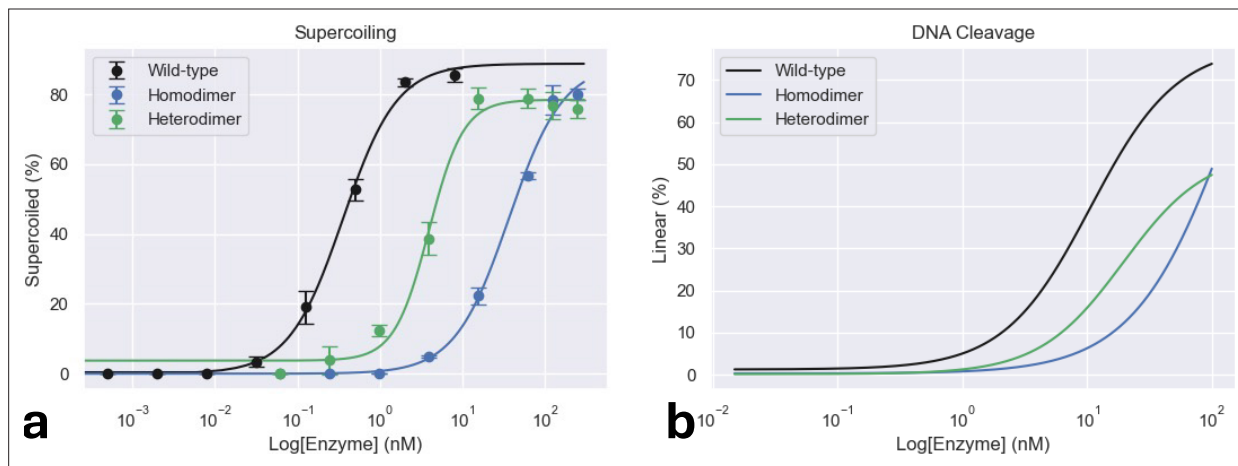 Supercoiling
Wild-type
Homodimer
Heterodimer
Supercoiled (%)
80
60
40
20
0
10⁻³
10⁻²
10⁻¹
10⁰
10¹
10²
Log[Enzyme] (nM)
a
DNA Cleavage
Wild-type
Homodimer
Heterodimer
Linear (%)
70
60
50
40
30
20
10
0
10⁻²
10⁻¹
10⁰
10¹
10²
Log[Enzyme] (nM)
b